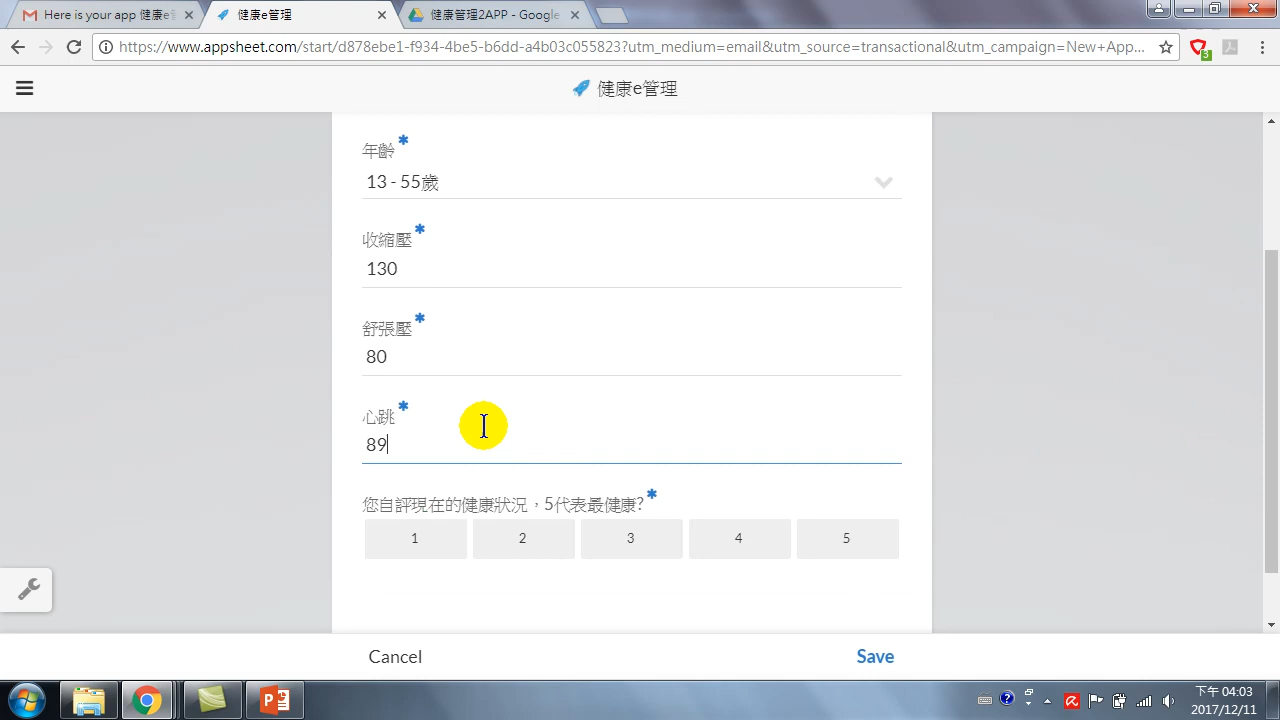 Here is your app 健康e管
健康e管理
健康管理2APP - Google
https://www.appsheet.com/start/d878ebe1-f934-4be5-bddd-a4b03c055823?utm_medium=email&utm_source=transactional&utm_campaign=New+App...
3
健康e管理
年齡*
13 - 55歲
收縮壓*
130
舒張壓*
80
心跳*
89
您自評現在的健康狀況，5代表最健康?*
1 2 3 4 5
Cancel Save
下午 04:03
2017/12/11